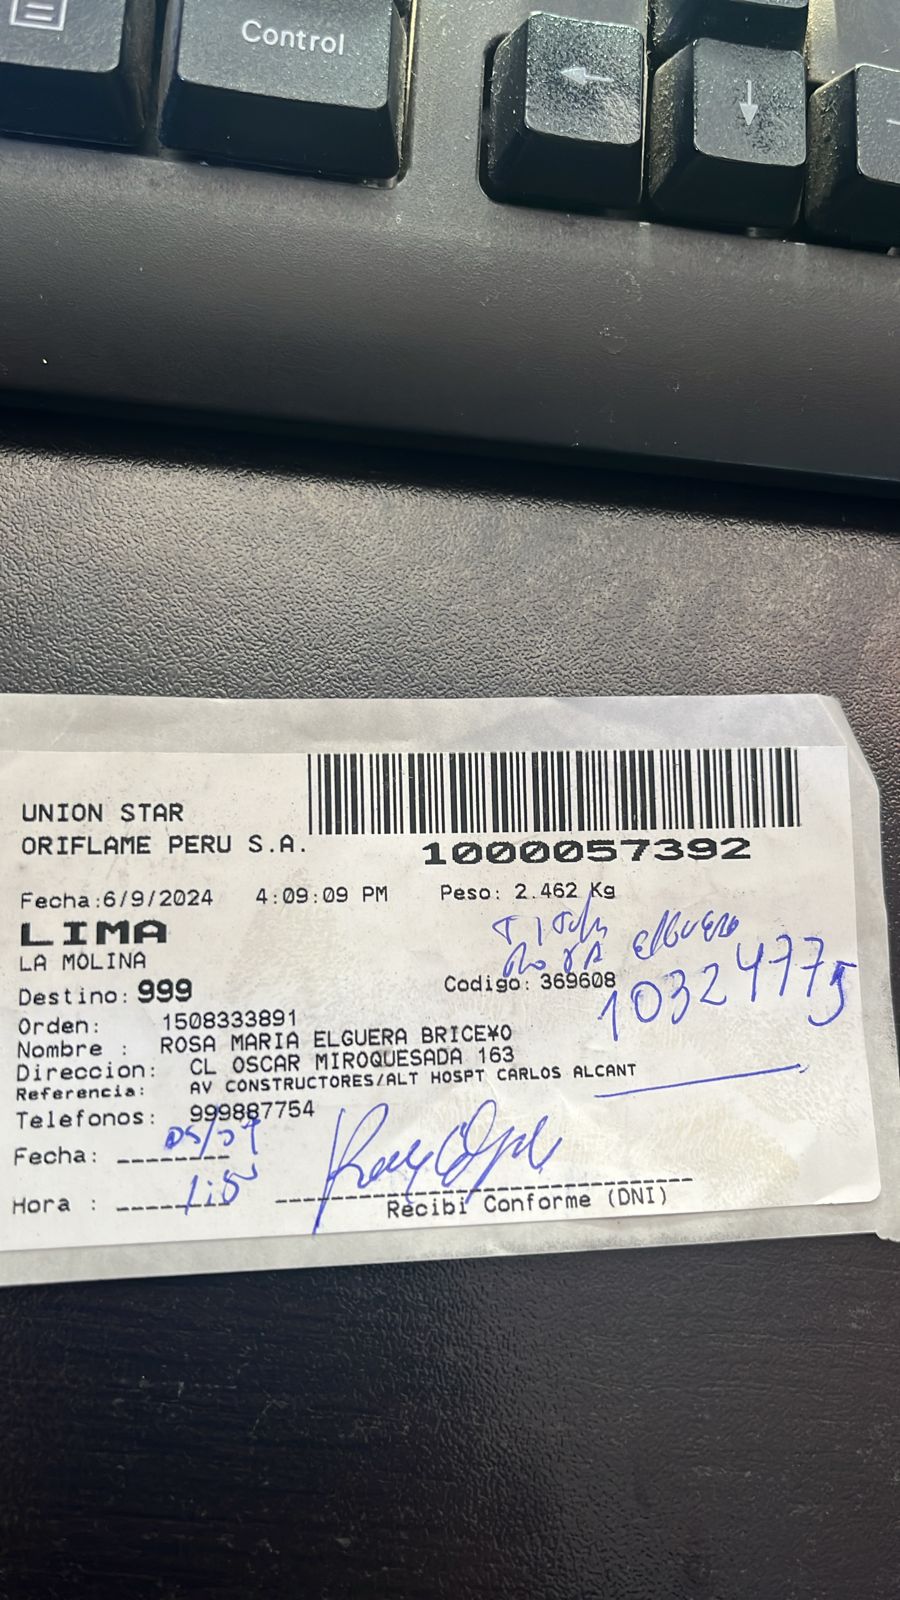 Control
UNION STAR
ORIFLAME PERU S.A.
1000057392
Fecha:6/9/2024 4:09:09 PM Peso: 2.462 Kg
LIMA
LA MOLINA
Rosa Elguera
Destino: 999 Codigo: 369608
10324775
Orden: 1508333891
Nombre : ROSA MARIA ELGUERA BRICE¥O
Direccion: CL OSCAR MIROQUESADA 163
Referencia: AV CONSTRUCTORES/ALT HOSPT CARLOS ALCANT
Telefonos: 999887754
Fecha:
Hora :
Recibi Conforme (DNI)